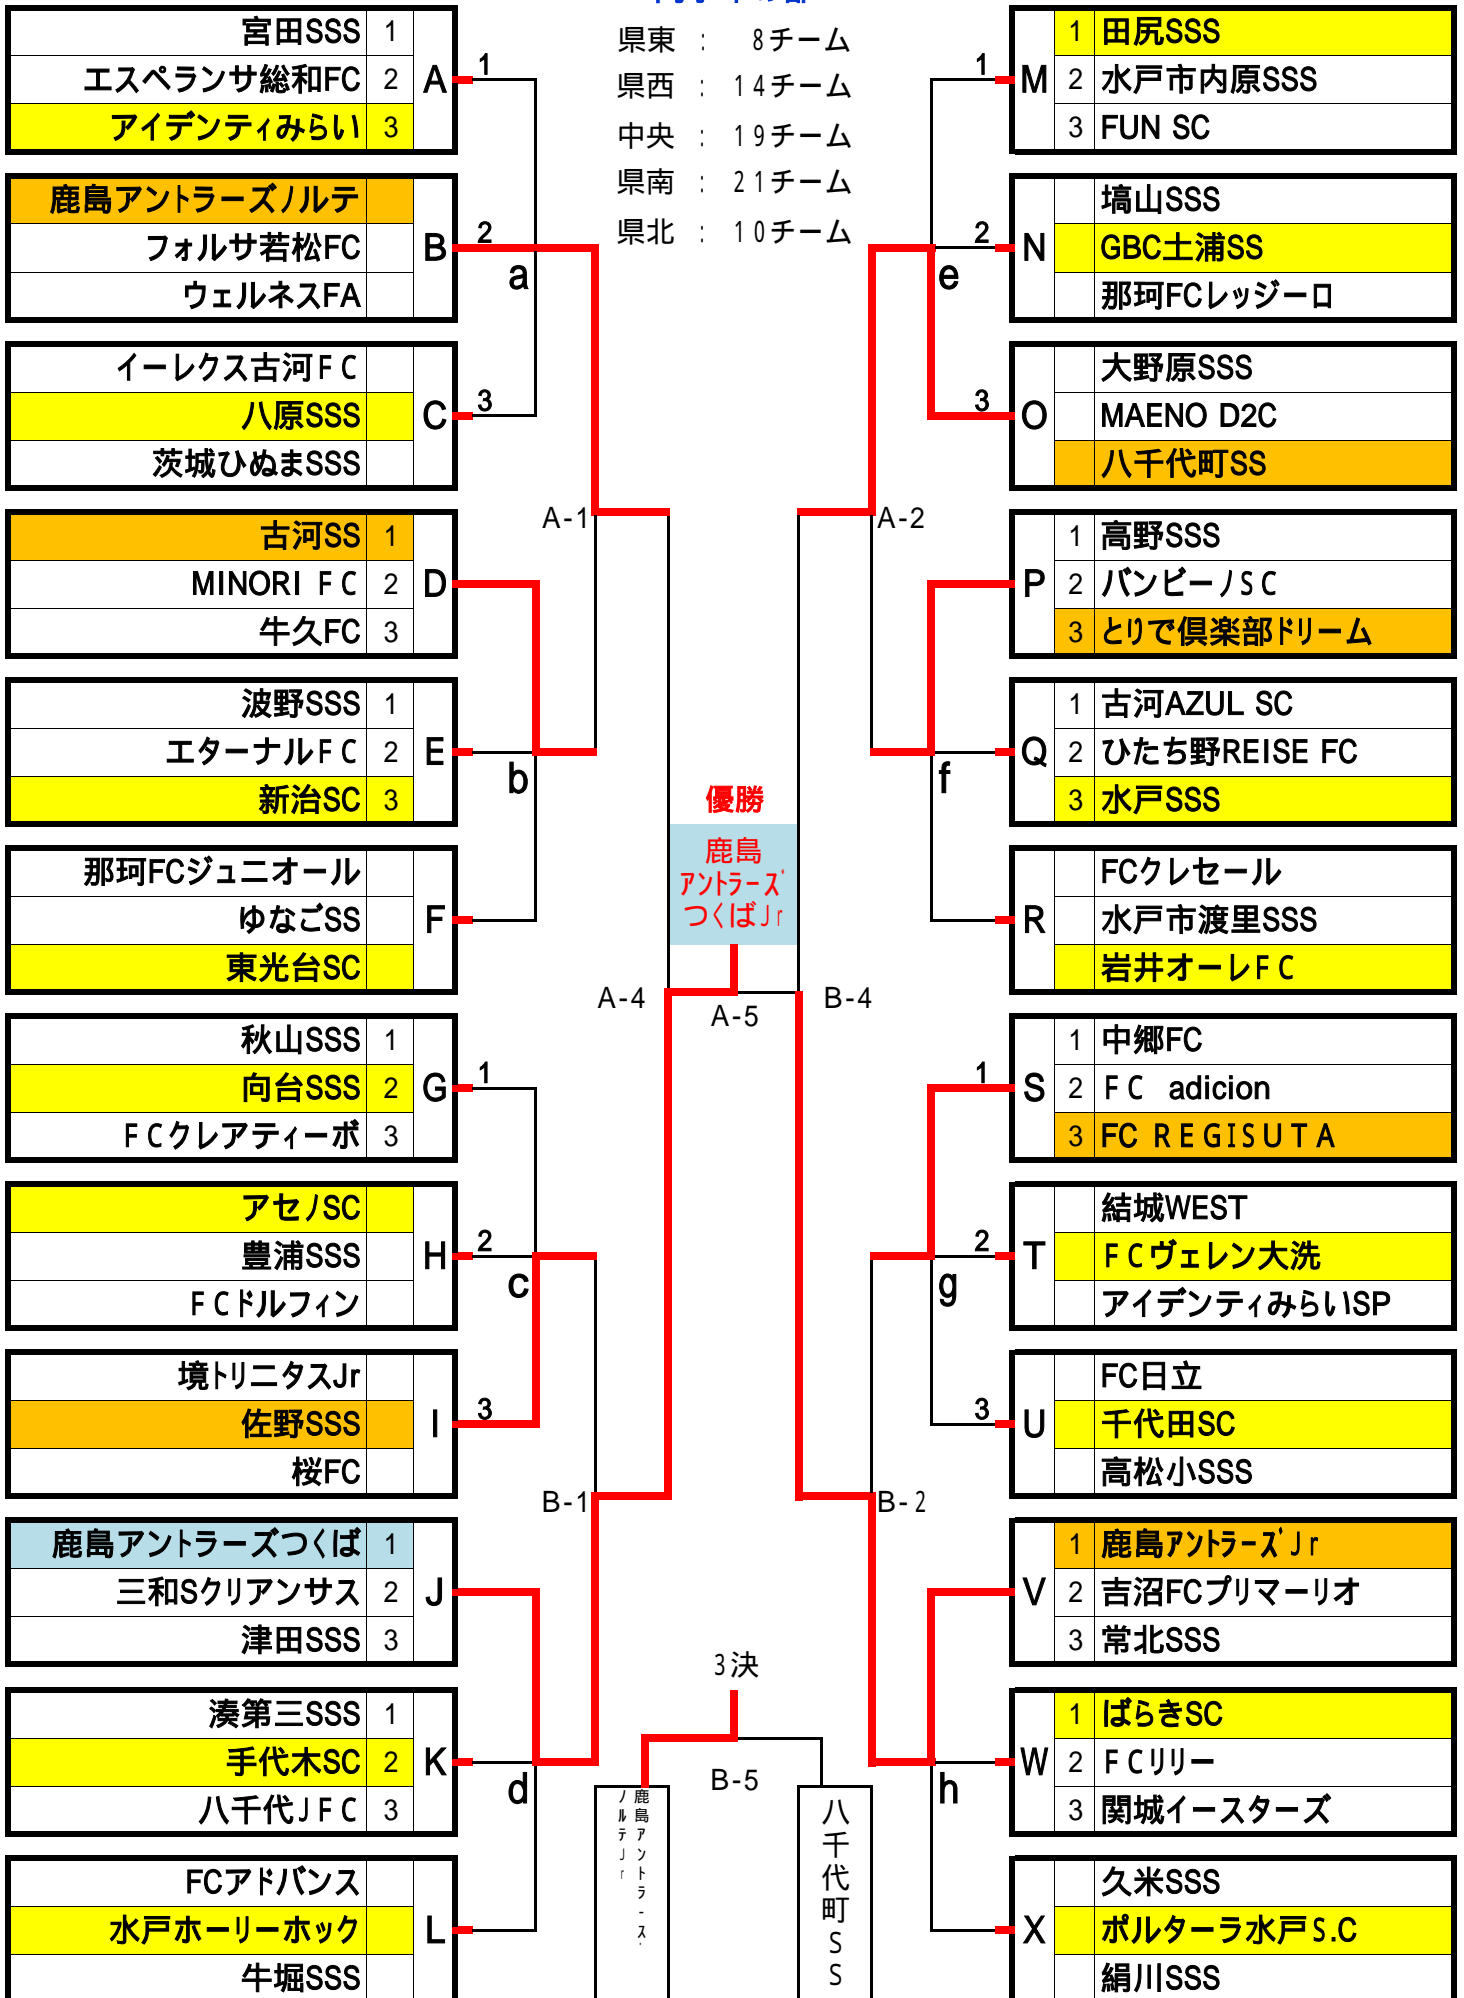 県東 : 8チーム
県西 : 14チーム
中央 : 19チーム
県南 : 21チーム
県北 : 10チーム
宮田SSS 1
エスペランサ総和FC 2 A 1
アイデンティみらい 3
鹿島アントラーズノルテ
フォルサ若松FC B 2
ウェルネスFA
a
イーレクス古河FC
八原SSS C 3
茨城ひぬまSSS
古河SS 1
MINORI FC 2 D
牛久FC 3
波野SSS 1
エターナルFC 2 E
新治SC 3
b
那珂FCジュニオール
ゆなごSS F
東光台SC
秋山SSS 1
向台SSS 2 G 1
FCクレアティーボ 3
アセノSC
豊浦SSS H 2
FCドルフィン
c
境トリニタスJr
佐野SSS I 3
桜FC
鹿島アントラーズつくば 1
三和Sクリアンサス 2 J
津田SSS 3
湊第三SSS 1
手代木SC 2 K
八千代JFC 3
d
FCアドバンス
水戸ホーリーホック L
牛堀SSS
A-1
A-2
優勝
鹿島
アントラーズ
つくばJr
A-4
A-5
B-4
B-1
B-2
3決
B-5
鹿島アントラーズ
ノルテJr
八千代町SS
1 田尻SSS
1 M 2 水戸市内原SSS
3 FUN SC
塙山SSS
2 N GBC土浦SS
那珂FCレッジーロ
e
大野原SSS
3 O MAENO D2C
八千代町SS
1 高野SSS
P 2 バンビーノSC
3 とりで倶楽部ドリーム
1 古河AZUL SC
Q 2 ひたち野REISE FC
3 水戸SSS
f
FCクレセール
R 水戸市渡里SSS
岩井オーレFC
1 中郷FC
1 S 2 FC adicion
3 FC REGISUTA
結城WEST
2 T FCヴェレン大洗
アイデンティみらいSP
g
FC日立
3 U 千代田SC
高松小SSS
1 鹿島アントラーズJr
V 2 吉沼FCプリマーリオ
3 常北SSS
1 ばらきSC
W 2 FCリリー
3 関城イースターズ
h
久米SSS
X ポルターラ水戸S.C
絹川SSS